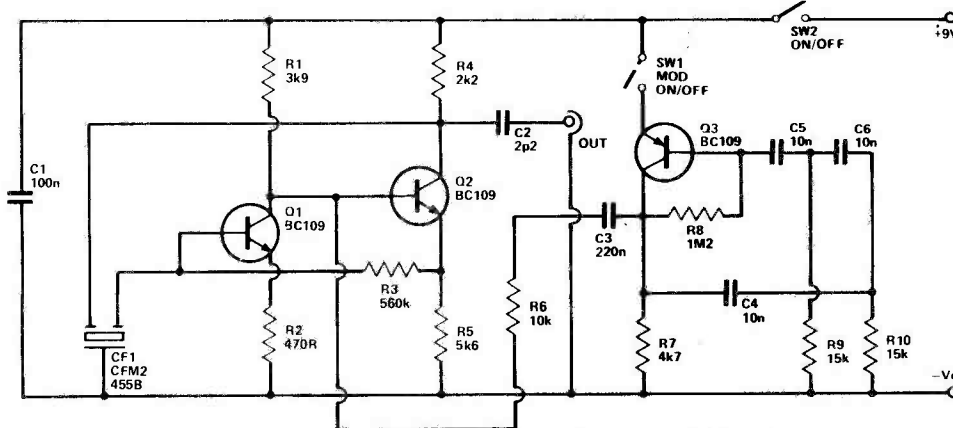 R1
3k9
R4
2k2
SW1
MOD
ON/OFF
SW2
ON/OFF
+9V
C1
100n
C2
2p2
OUT
Q3
BC109
C5
10n
C6
10n
Q1
BC109
Q2
BC109
R3
560k
C3
220n
R8
1M2
R2
470R
R5
5k6
R6
10k
C4
10n
R7
4k7
R9
15k
R10
15k
CF1
CFM2
455B